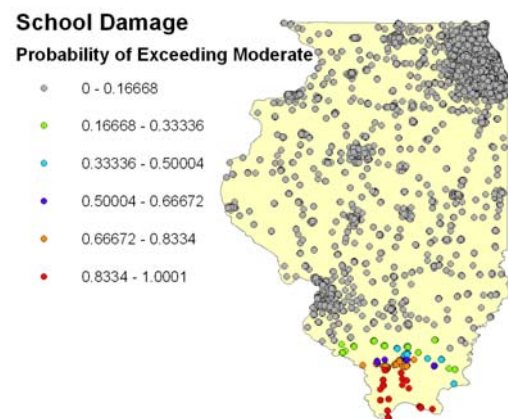 School Damage
Probability of Exceeding Moderate
0 - 0.16668
0.16668 - 0.33336
0.33336 - 0.50004
0.50004 - 0.66672
0.66672 - 0.8334
0.8334 - 1.0001